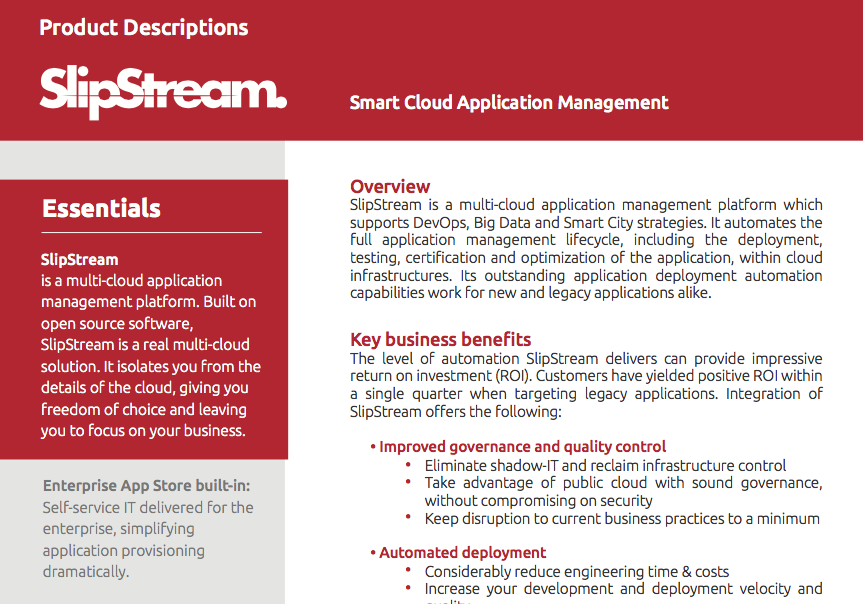 Product Descriptions
SlipStream.
Smart Cloud Application Management
Essentials
SlipStream
is a multi-cloud application
management platform. Built on
open source software,
SlipStream is a real multi-cloud
solution. It isolates you from the
details of the cloud, giving you
freedom of choice and leaving
you to focus on your business.
Enterprise App Store built-in:
Self-service IT delivered for the
enterprise, simplifying
application provisioning
dramatically.
Overview
SlipStream is a multi-cloud application management platform which
supports DevOps, Big Data and Smart City strategies. It automates the
full application management lifecycle, including the deployment,
testing, certification and optimization of the application, within cloud
infrastructures. Its outstanding application deployment automation
capabilities work for new and legacy applications alike.
Key business benefits
The level of automation SlipStream delivers can provide impressive
return on investment (ROI). Customers have yielded positive ROI within
a single quarter when targeting legacy applications. Integration of
SlipStream offers the following:
• Improved governance and quality control
• Eliminate shadow-IT and reclaim infrastructure control
• Take advantage of public cloud with sound governance,
without compromising on security
• Keep disruption to current business practices to a minimum
• Automated deployment
• Considerably reduce engineering time & costs
• Increase your development and deployment velocity and